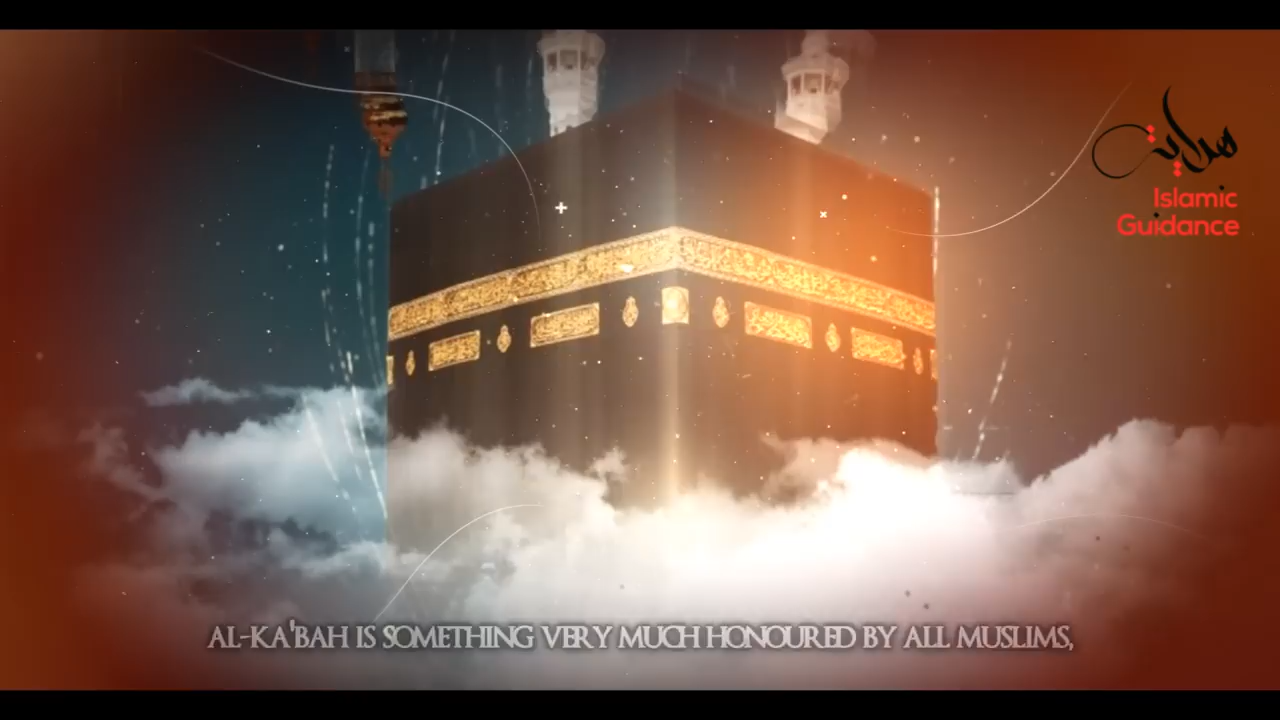 هداية
Islamic
Guidance
AL-KA'BAH IS SOMETHING VERY MUCH HONOURED BY ALL MUSLIMS,